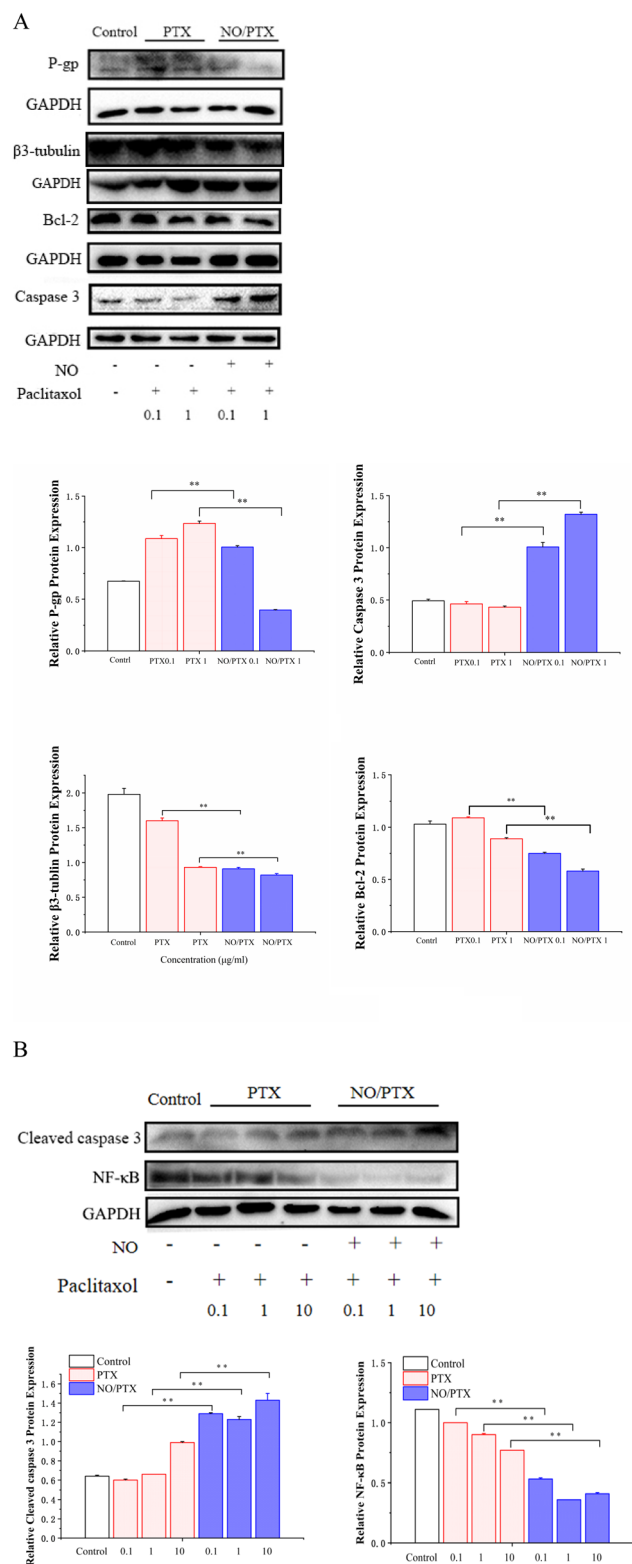 A
Control PTX NO/PTX
P-gp
GAPDH
β3-tubulin
GAPDH
Bcl-2
GAPDH
Caspase 3
GAPDH
NO - - - + +
Paclitaxol - + + + +
0.1 1 0.1 1
Relative P-gp Protein Expression
1.5
1.0
0.5
0.0
** **
Contrl PTX0.1 PTX 1 NO/PTX 0.1 NO/PTX 1
Relative Caspase 3 Protein Expression
1.5
1.0
0.5
0.0
** **
Contrl PTX0.1 PTX 1 NO/PTX 0.1 NO/PTX 1
Relative β3-tublin Protein Expression
2.0
1.5
1.0
0.5
0.0
** **
Control PTX PTX NO/PTX NO/PTX
Concentration (μg/ml)
Relative Bcl-2 Protein Expression
1.5
1.0
0.5
0.0
** **
Contrl PTX0.1 PTX 1 NO/PTX 0.1 NO/PTX 1
B
Control PTX NO/PTX
Cleaved caspase 3
NF-κB
GAPDH
NO - - - - + + +
Paclitaxol - + + + + + +
0.1 1 10 0.1 1 10
Relative Cleaved caspase 3 Protein Expression
1.8
1.6
1.4
1.2
1.0
0.8
0.6
0.4
0.2
0.0
Control
PTX
NO/PTX
** ** **
Control 0.1 1 10 0.1 1 10
Relative NF-κB Protein Expression
1.5
1.0
0.5
0.0
Control
PTX
NO/PTX
** ** **
Control 0.1 1 10 0.1 1 10